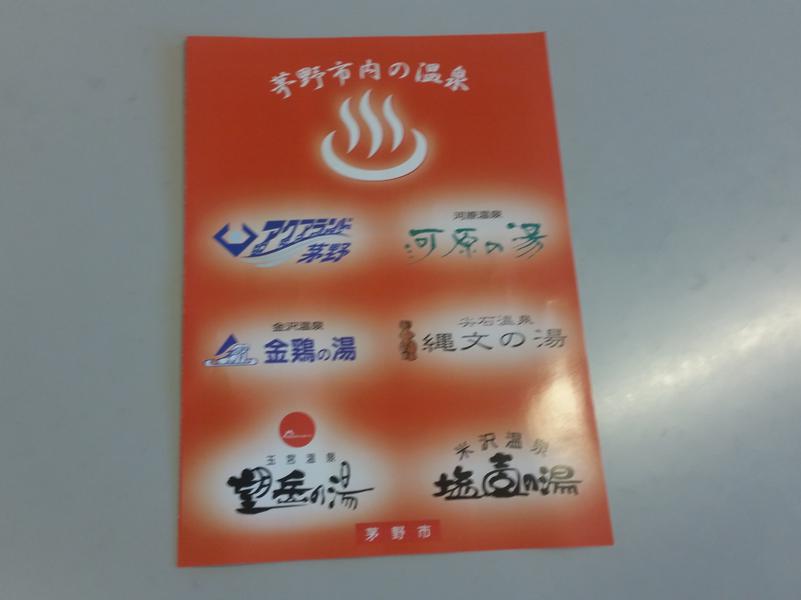 茅野市内の温泉
アクアランド
茅野
河原温泉
河原の湯
金沢温泉
金鶏の湯
尖石温泉
縄文の湯
玉宮温泉
望岳の湯
米沢温泉
塩壺の湯
茅野市